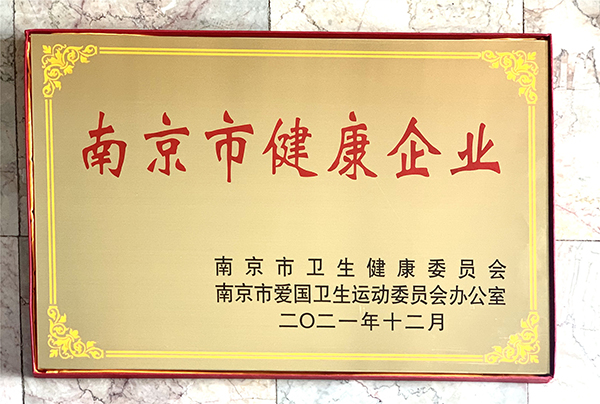 南京市健康企业
南京市卫生健康委员会
南京市爱国卫生运动委员会办公室
二〇二一年十二月